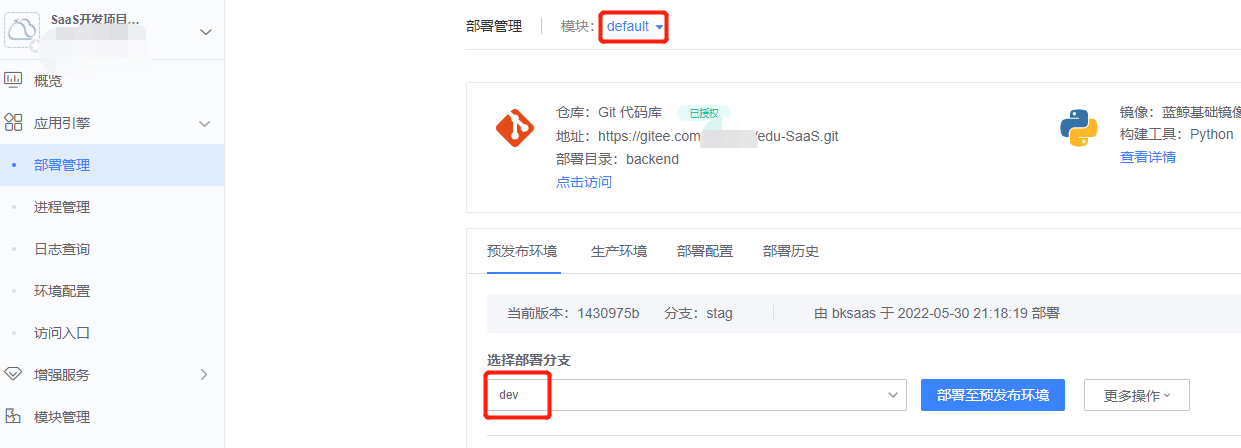 SaaS开发项目...
概览
应用引擎
部署管理
进程管理
日志查询
环境配置
访问入口
增强服务
模块管理
部署管理 模块: default
仓库: Git 代码库 已授权
地址: https://gitee.com /edu-SaaS.git
部署目录: backend
点击访问
镜像: 蓝鲸基础镜像
构建工具: Python
查看详情
预发布环境 生产环境 部署配置 部署历史
当前版本: 1430975b 分支: stag 由 bksaas 于 2022-05-30 21:18:19 部署
选择部署分支
dev 部署至预发布环境 更多操作